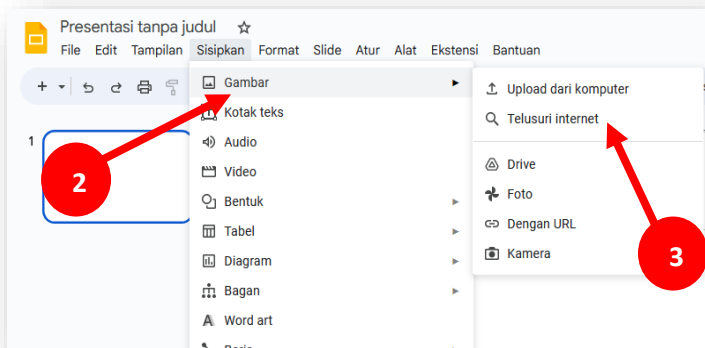 Presentasi tanpa judul
File Edit Tampilan Sisipkan Format Slide Atur Alat Ekstensi Bantuan
Gambar
Kotak teks
Audio
Video
Bentuk
Tabel
Diagram
Bagan
Word art
Upload dari komputer
Telusuri internet
Drive
Foto
Dengan URL
Kamera
1
2
3